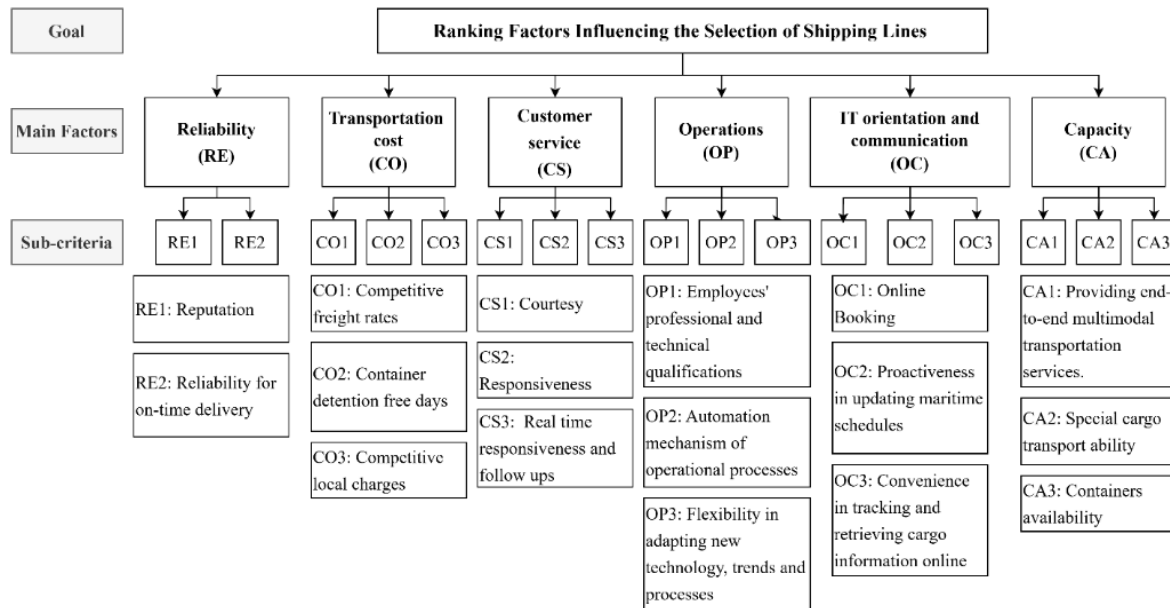 Goal
Ranking Factors Influencing the Selection of Shipping Lines
Main Factors
Reliability
(RE)
Transportation
cost
(CO)
Customer
service
(CS)
Operations
(OP)
IT orientation and
communication
(OC)
Capacity
(CA)
Sub-criteria
RE1
RE2
CO1
CO2
CO3
CS1
CS2
CS3
OP1
OP2
OP3
OC1
OC2
OC3
CA1
CA2
CA3
RE1: Reputation
RE2: Reliability for
on-time delivery
CO1: Competitive
freight rates
CO2: Container
detention free days
CO3: Competitive
local charges
CS1: Courtesy
CS2:
Responsiveness
CS3: Real time
responsiveness and
follow ups
OP1: Employees'
professional and
technical
qualifications
OP2: Automation
mechanism of
operational processes
OP3: Flexibility in
adapting new
technology, trends and
processes
OC1: Online
Booking
OC2: Proactiveness
in updating maritime
schedules
OC3: Convenience
in tracking and
retrieving cargo
information online
CA1: Providing end-
to-end multimodal
transportation
services.
CA2: Special cargo
transport ability
CA3: Containers
availability